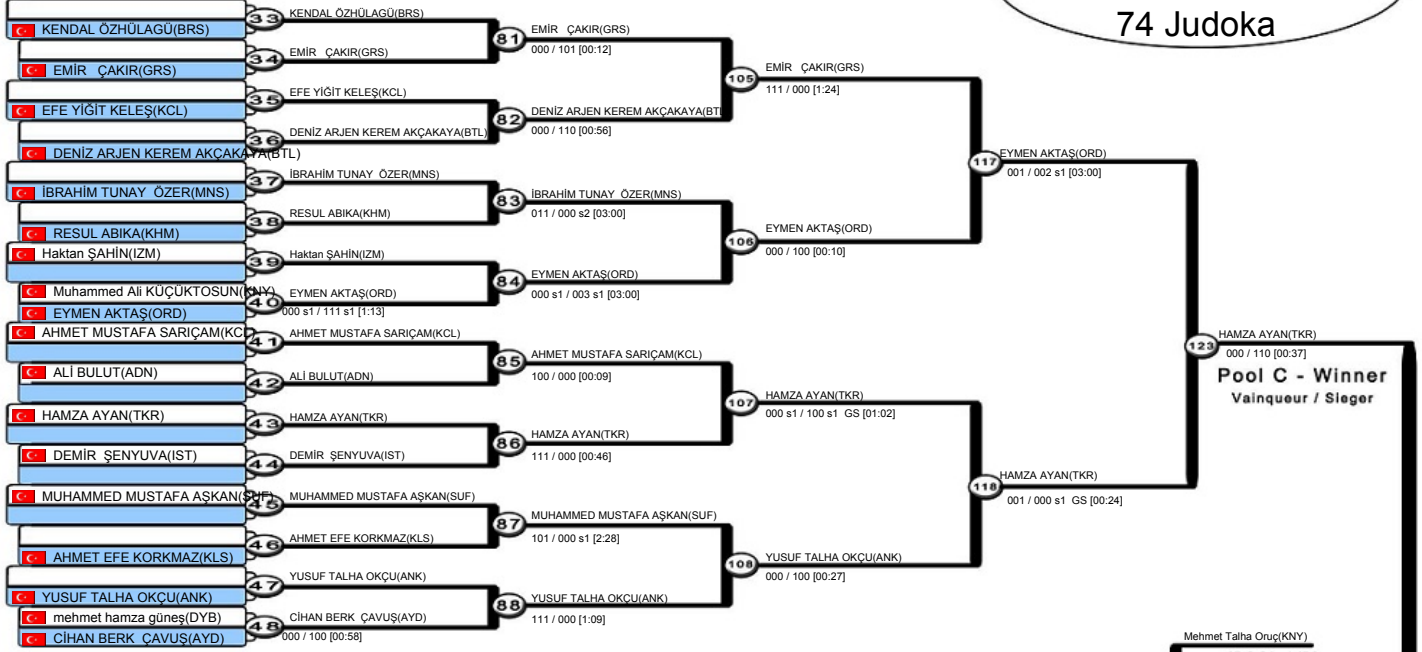 74 Judoka
KENDAL ÖZHÜLAGÜ(BRS)
EMİR ÇAKIR(GRS)
EFE YİĞİT KELEŞ(KCL)
DENİZ ARJEN KEREM AKÇAKAYA(BTL)
İBRAHİM TUNAY ÖZER(MNS)
RESUL ABIKA(KHM)
Haktan ŞAHİN(IZM)
Muhammed Ali KÜÇÜKTOSUN(KNY)
EYMEN AKTAŞ(ORD)
AHMET MUSTAFA SARIÇAM(KCL)
ALİ BULUT(ADN)
HAMZA AYAN(TKR)
DEMİR ŞENYUVA(IST)
MUHAMMED MUSTAFA AŞKAN(SUF)
AHMET EFE KORKMAZ(KLS)
YUSUF TALHA OKÇU(ANK)
mehmet hamza güneş(DYB)
CİHAN BERK ÇAVUŞ(AYD)
33 KENDAL ÖZHÜLAGÜ(BRS)
34 EMİR ÇAKIR(GRS)
35 EFE YİĞİT KELEŞ(KCL)
36 DENİZ ARJEN KEREM AKÇAKAYA(BTL)
37 İBRAHİM TUNAY ÖZER(MNS)
38 RESUL ABIKA(KHM)
39 Haktan ŞAHİN(IZM)
40 EYMEN AKTAŞ(ORD)
000 s1 / 111 s1 [1:13]
41 AHMET MUSTAFA SARIÇAM(KCL)
42 ALİ BULUT(ADN)
43 HAMZA AYAN(TKR)
44 DEMİR ŞENYUVA(IST)
45 MUHAMMED MUSTAFA AŞKAN(SUF)
46 AHMET EFE KORKMAZ(KLS)
47 YUSUF TALHA OKÇU(ANK)
48 CİHAN BERK ÇAVUŞ(AYD)
000 / 100 [00:58]
81 EMİR ÇAKIR(GRS)
000 / 101 [00:12]
82 DENİZ ARJEN KEREM AKÇAKAYA(BTL
000 / 110 [00:56]
83 İBRAHİM TUNAY ÖZER(MNS)
011 / 000 s2 [03:00]
84 EYMEN AKTAŞ(ORD)
000 s1 / 003 s1 [03:00]
85 AHMET MUSTAFA SARIÇAM(KCL)
100 / 000 [00:09]
86 HAMZA AYAN(TKR)
111 / 000 [00:46]
87 MUHAMMED MUSTAFA AŞKAN(SUF)
101 / 000 s1 [2:28]
88 YUSUF TALHA OKÇU(ANK)
111 / 000 [1:09]
105 EMİR ÇAKIR(GRS)
111 / 000 [1:24]
106 EYMEN AKTAŞ(ORD)
000 / 100 [00:10]
107 HAMZA AYAN(TKR)
000 s1 / 100 s1 GS [01:02]
108 YUSUF TALHA OKÇU(ANK)
000 / 100 [00:27]
117 EYMEN AKTAŞ(ORD)
001 / 002 s1 [03:00]
118 HAMZA AYAN(TKR)
001 / 000 s1 GS [00:24]
123 HAMZA AYAN(TKR)
000 / 110 [00:37]
Pool C - Winner
Vainqueur / Sieger
Mehmet Talha Oruç(KNY)